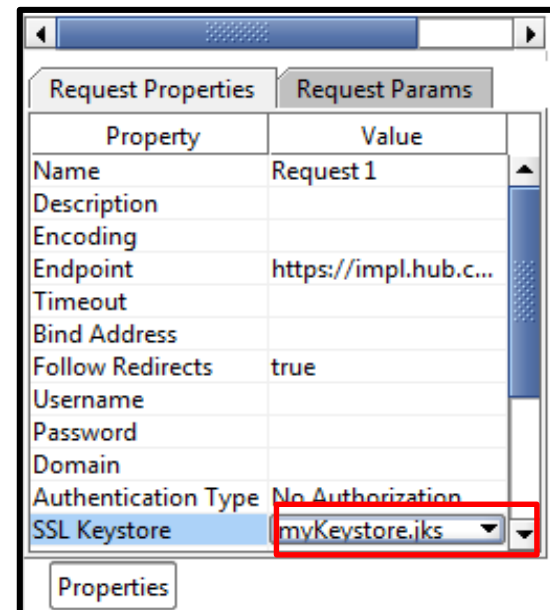 Request Properties Request Params
Property Value
Name Request 1
Description
Encoding
Endpoint https://impl.hub.c...
Timeout
Bind Address
Follow Redirects true
Username
Password
Domain
Authentication Type No Authorization
SSL Keystore myKeystore.jks
Properties